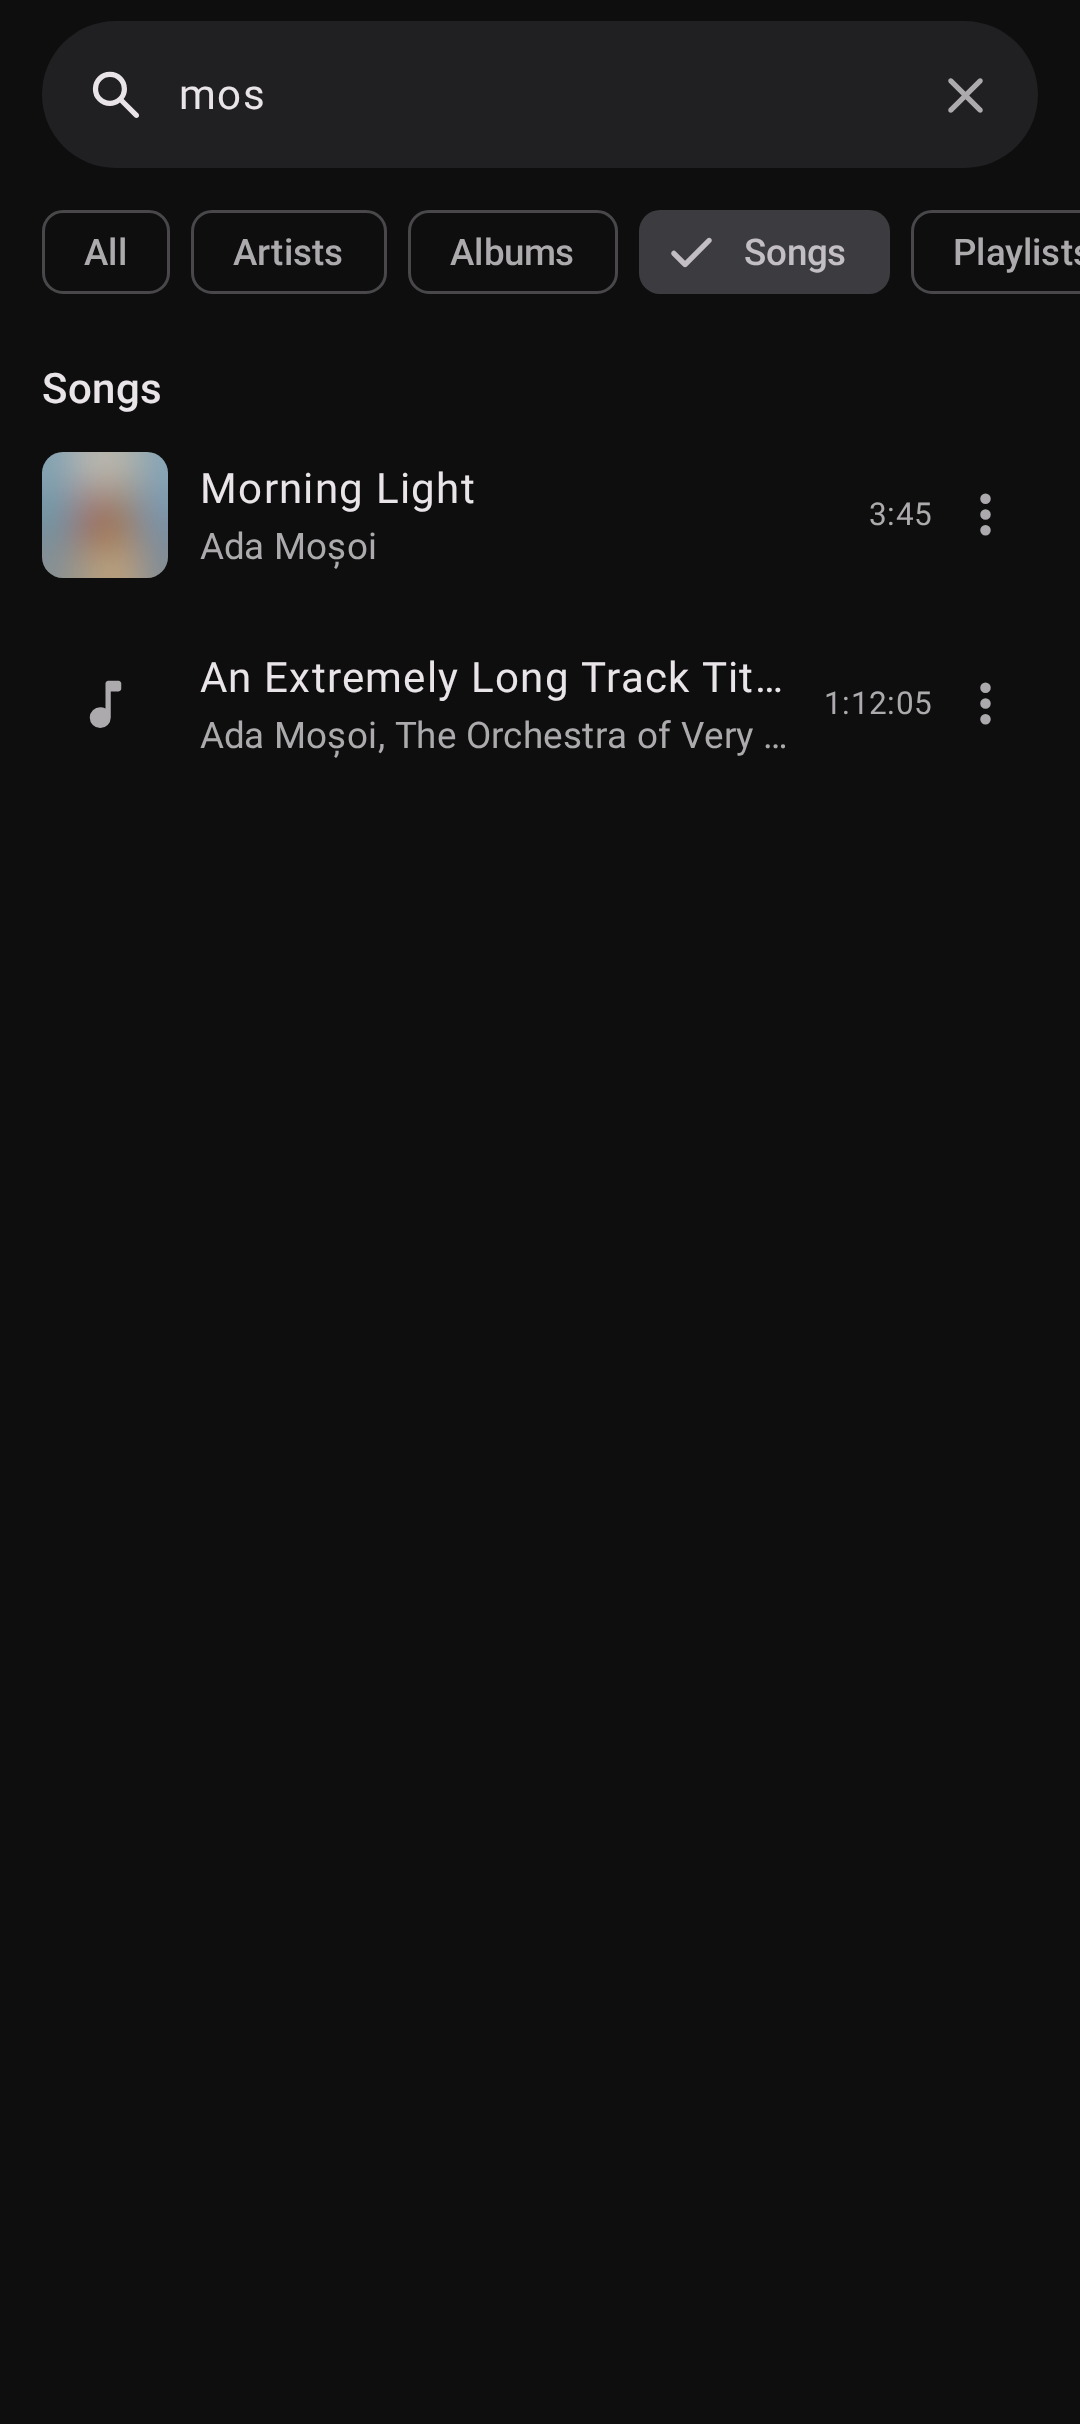 mos
All Artists Albums Songs Playlists
Songs
Morning Light
Ada Moșoi
3:45
An Extremely Long Track Tit…
Ada Moșoi, The Orchestra of Very …
1:12:05